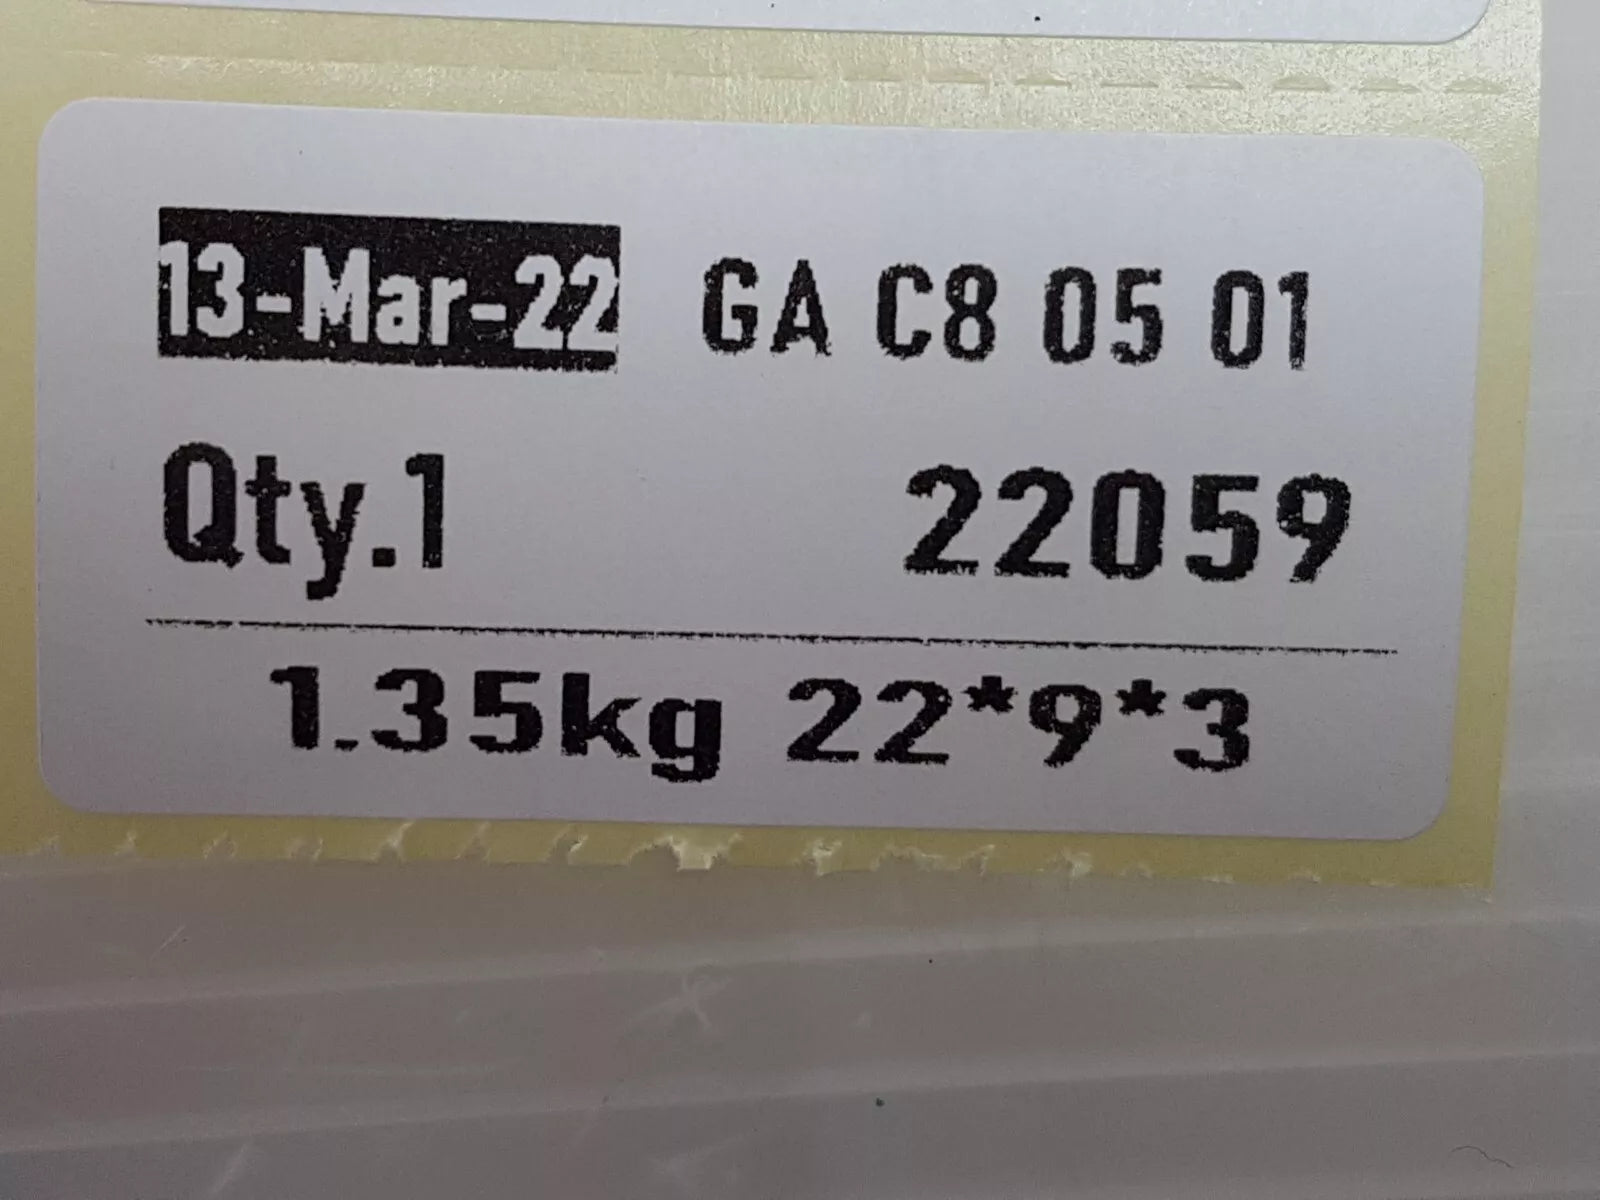 13-Mar-22 GA C8 05 01
Qty.1 22059
1.35kg 22*9*3